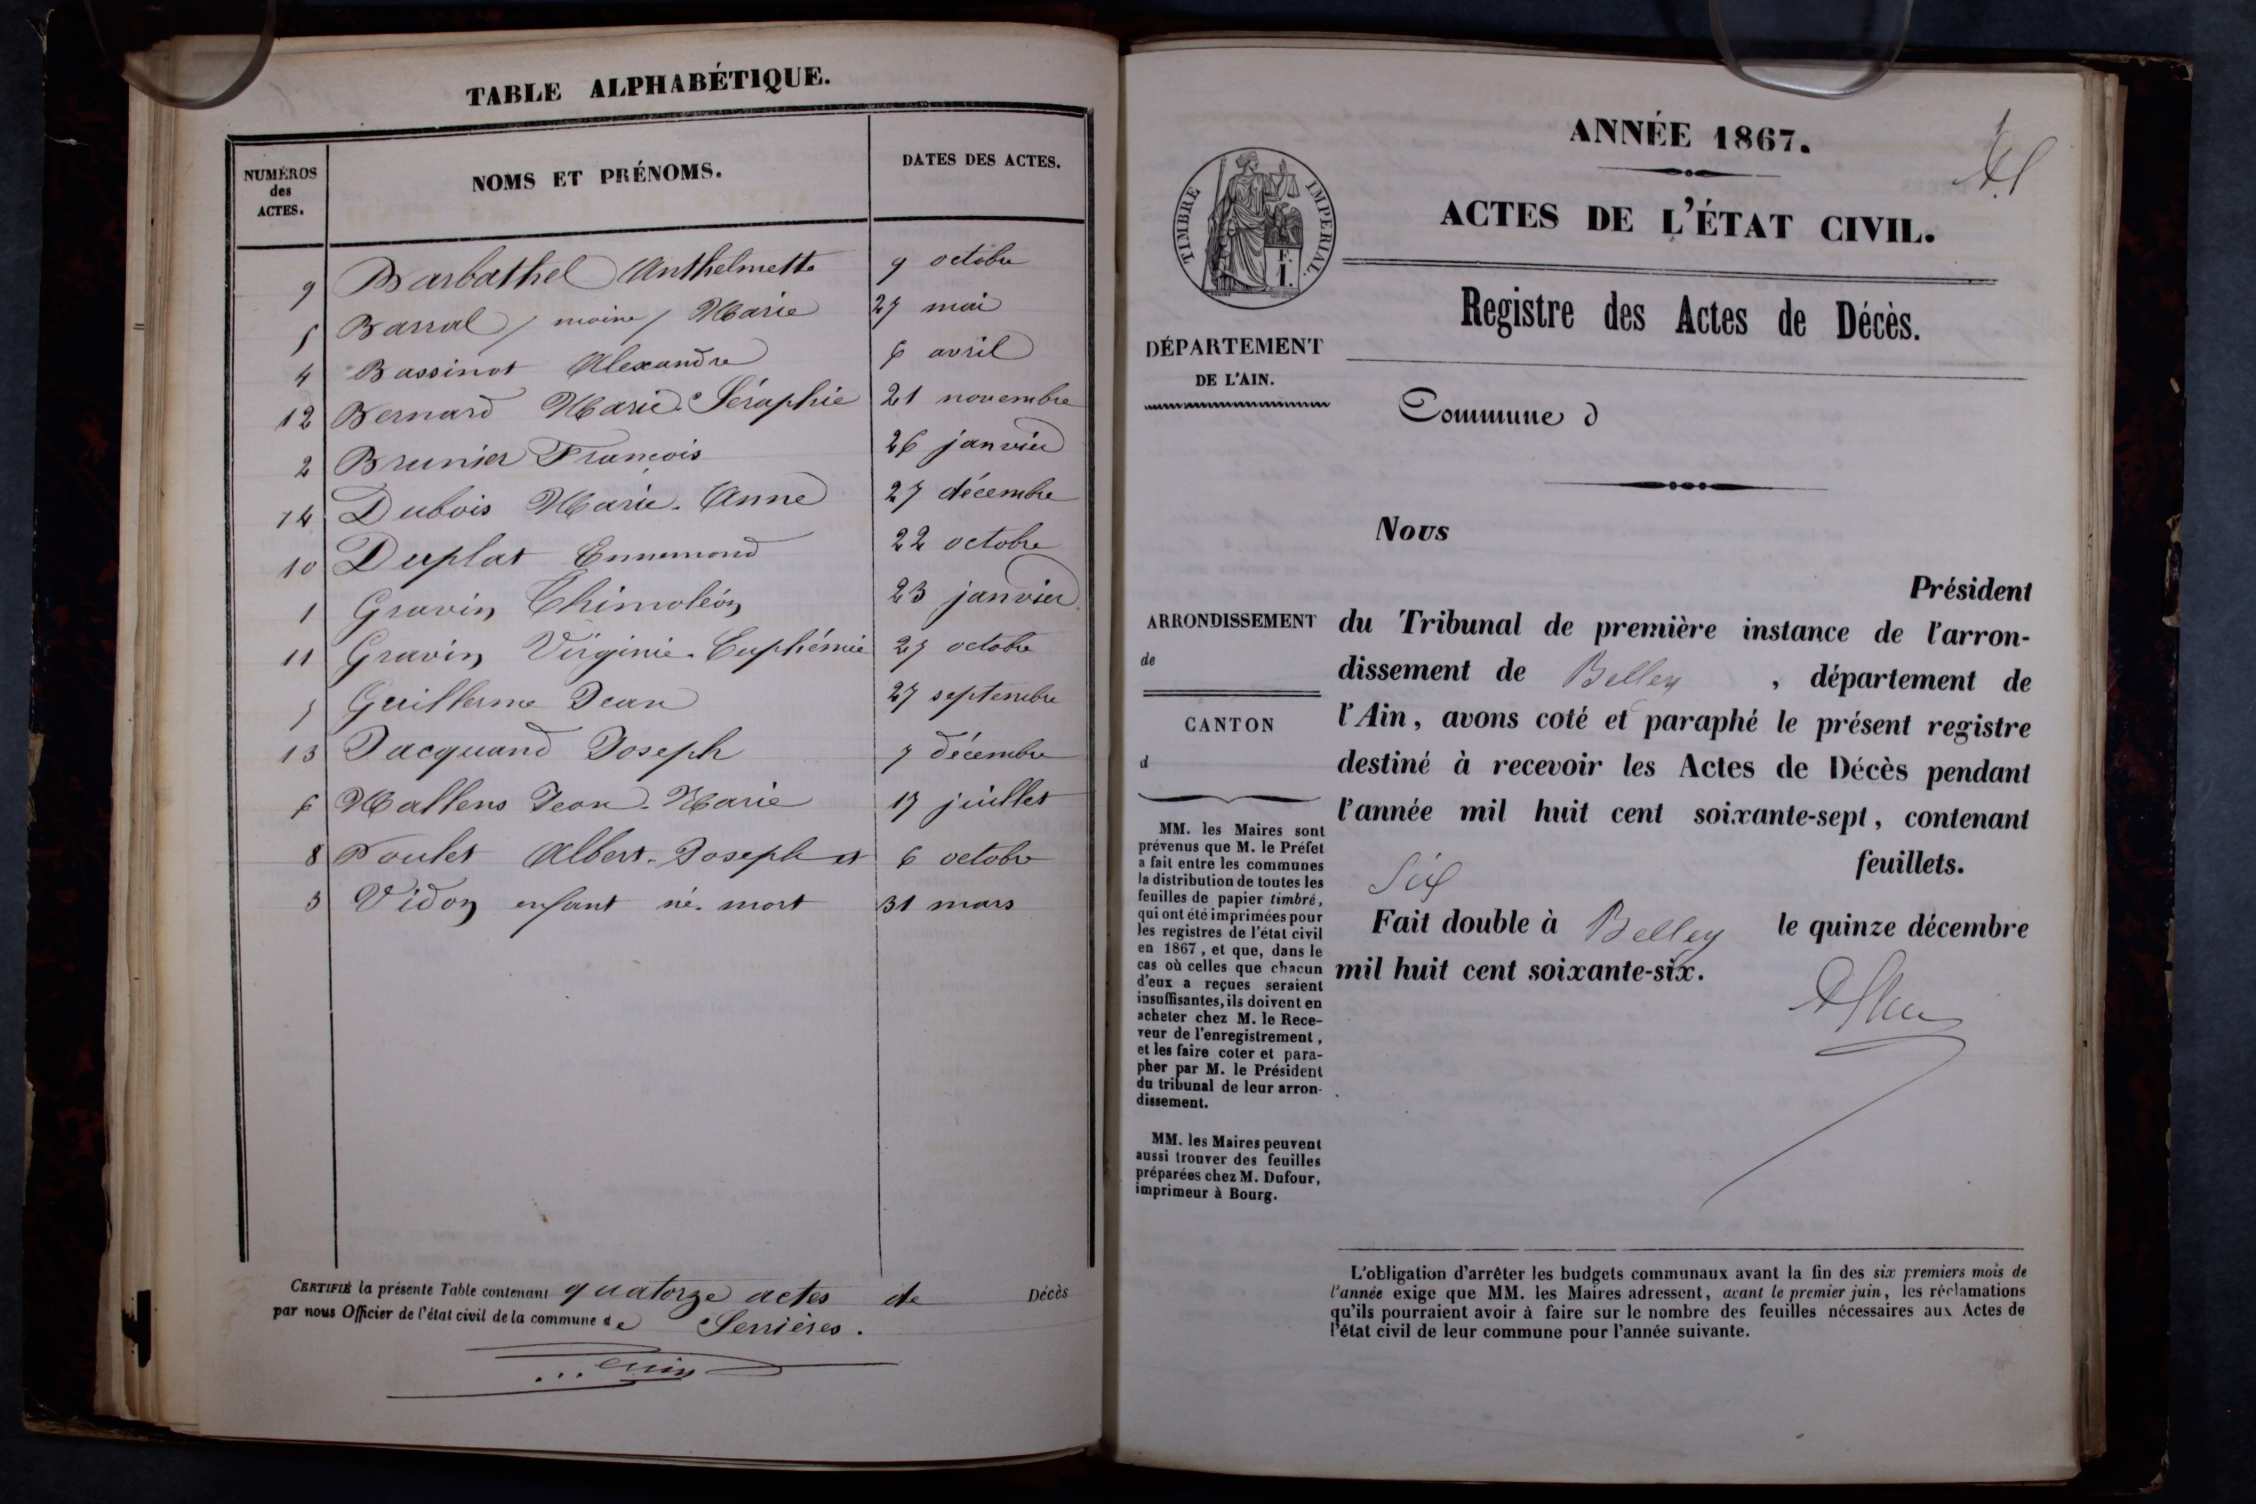 TABLE ALPHABÉTIQUE.
NUMÉROS
des
ACTES.
NOMS ET PRÉNOMS.
DATES DES ACTES.
9 Barbathel Anthelmette 9 octobre
5 Barral / moine / Marie 27 mai
4 Bassinot Alexandre 6 avril
12 Bernard Marie Séraphie 21 novembre
2 Brunier François 26 janvier
14 Dubois Marie-Anne 27 décembre
10 Duplat Ennemond 22 octobre
1 Gravin Thimoléon 23 janvier
11 Gravin Virginie-Euphémie 27 octobre
Guillerme Jean 27 septembre
13 Jacquand Joseph 7 décembre
6 Mallens Jean-Marie 17 juillet
8 Poulet Albert-Joseph 6 octobre
3 Vidon enfant né-mort 31 mars
CERTIFIÉ la présente Table contenant quatorze actes de Décès
par nous Officier de l'état civil de la commune de Serrières.
ANNÉE 1867.
ACTES DE L'ÉTAT CIVIL.
TIMBRE IMPÉRIAL.
F.
1.
Registre des Actes de Décès.
DÉPARTEMENT
DE L'AIN.
Commune d
Nous
Président
ARRONDISSEMENT
de
CANTON
d
du Tribunal de première instance de l'arron-
dissement de Belley , département de
l'Ain, avons coté et paraphé le présent registre
destiné à recevoir les Actes de Décès pendant
l'année mil huit cent soixante-sept, contenant
Six feuillets.
Fait double à Belley le quinze décembre
mil huit cent soixante-six.
MM. les Maires sont
prévenus que M. le Préfet
a fait entre les communes
la distribution de toutes les
feuilles de papier timbré,
qui ont été imprimées pour
les registres de l'état civil
en 1867, et que, dans le
cas où celles que chacun
d'eux a reçues seraient
insuffisantes, ils doivent en
acheter chez M. le Rece-
veur de l'enregistrement,
et les faire coter et para-
pher par M. le Président
du tribunal de leur arron-
dissement.
MM. les Maires peuvent
aussi trouver des feuilles
préparées chez M. Dufour,
imprimeur à Bourg.
L'obligation d'arrêter les budgets communaux avant la fin des six premiers mois de
l'année exige que MM. les Maires adressent, avant le premier juin, les réclamations
qu'ils pourraient avoir à faire sur le nombre des feuilles nécessaires aux Actes de
l'état civil de leur commune pour l'année suivante.